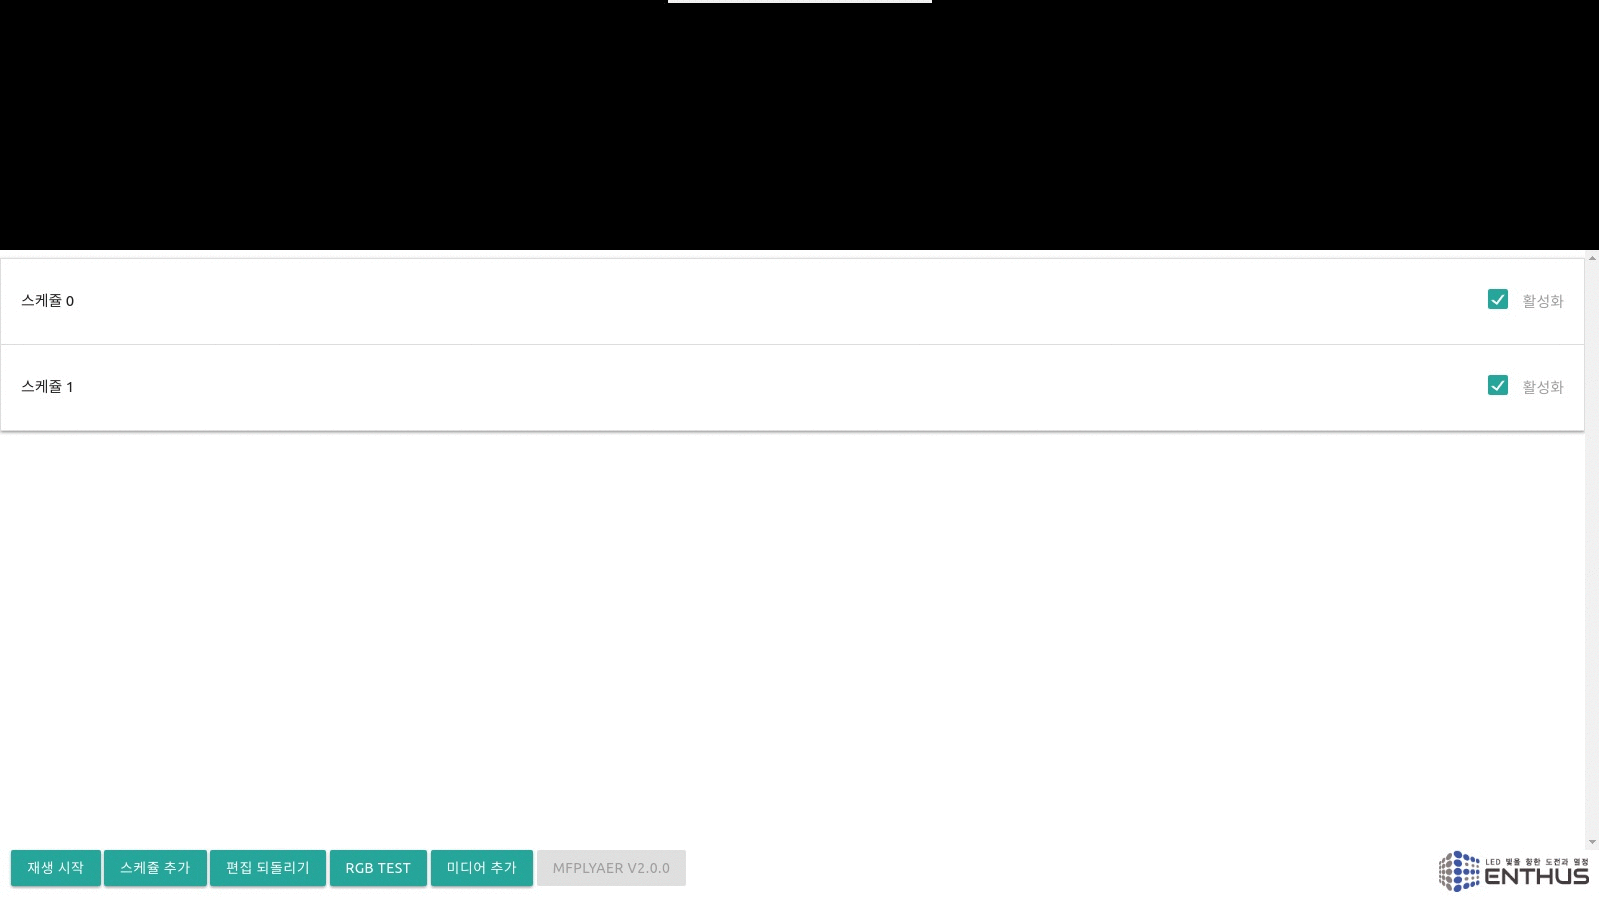 스케쥴 0
활성화
스케쥴 1
활성화
재생 시작
스케쥴 추가
편집 되돌리기
RGB TEST
미디어 추가
MFPLYAER V2.0.0
LED 빛을 향한 도전과 열정
ENTHUS